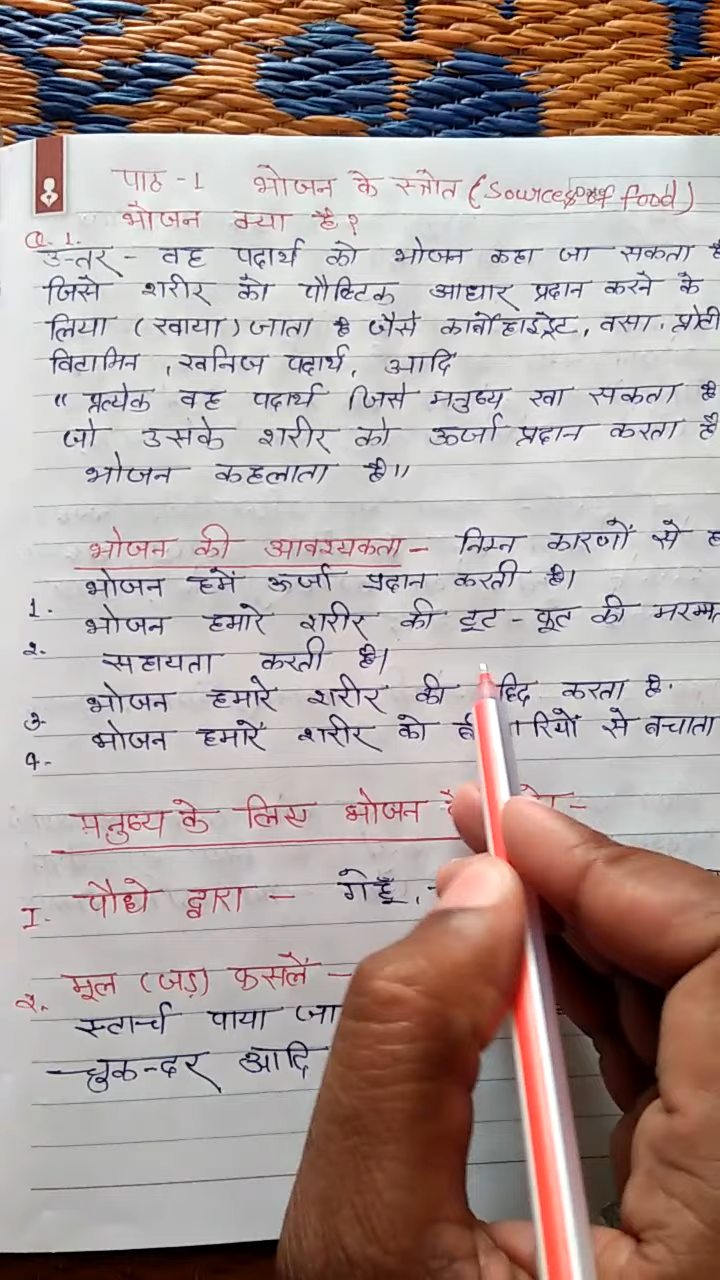 पाठ -1 भोजन के स्त्रोत (Sources of food)
भोजन क्या है?
Q.1.
उत्तर - वह पदार्थ को भोजन कहा जा सकता है
जिसे शरीर को पौष्टिक आधार प्रदान करने के
लिया (खाया) जाता है जैसे कार्बोहाइड्रेट, वसा, प्रोटी
विटामिन, खनिज पदार्थ, आदि
" प्रत्येक वह पदार्थ जिसे मनुष्य खा सकता है
जो उसके शरीर को ऊर्जा प्रदान करता है
भोजन कहलाता है।"
भोजन की आवश्यकता - निम्न कारणों से ह
1. भोजन हमें ऊर्जा प्रदान करती है।
2. भोजन हमारे शरीर की टूट-फूट की मरम्मत
सहायता करती है।
3. भोजन हमारे शरीर की करता है.
4. भोजन हमारे शरीर को से बचाता
मनुष्य के लिए भोजन
I. पौधे द्वारा - गेहूँ,
2. मूल (जड़) फसलें -
स्टार्च पाया जा
चुकन्दर आदि